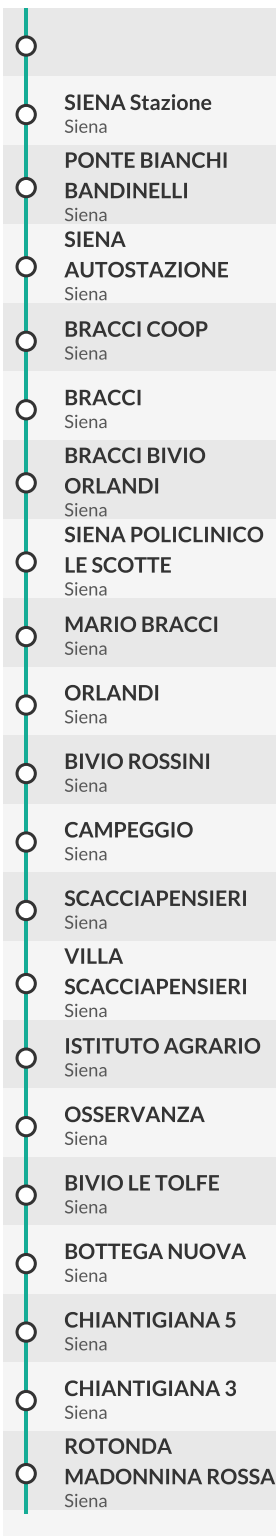 SIENA Stazione
Siena
PONTE BIANCHI
BANDINELLI
Siena
SIENA
AUTOSTAZIONE
Siena
BRACCI COOP
Siena
BRACCI
Siena
BRACCI BIVIO
ORLANDI
Siena
SIENA POLICLINICO
LE SCOTTE
Siena
MARIO BRACCI
Siena
ORLANDI
Siena
BIVIO ROSSINI
Siena
CAMPEGGIO
Siena
SCACCIAPENSIERI
Siena
VILLA
SCACCIAPENSIERI
Siena
ISTITUTO AGRARIO
Siena
OSSERVANZA
Siena
BIVIO LE TOLFE
Siena
BOTTEGA NUOVA
Siena
CHIANTIGIANA 5
Siena
CHIANTIGIANA 3
Siena
ROTONDA
MADONNINA ROSSA
Siena